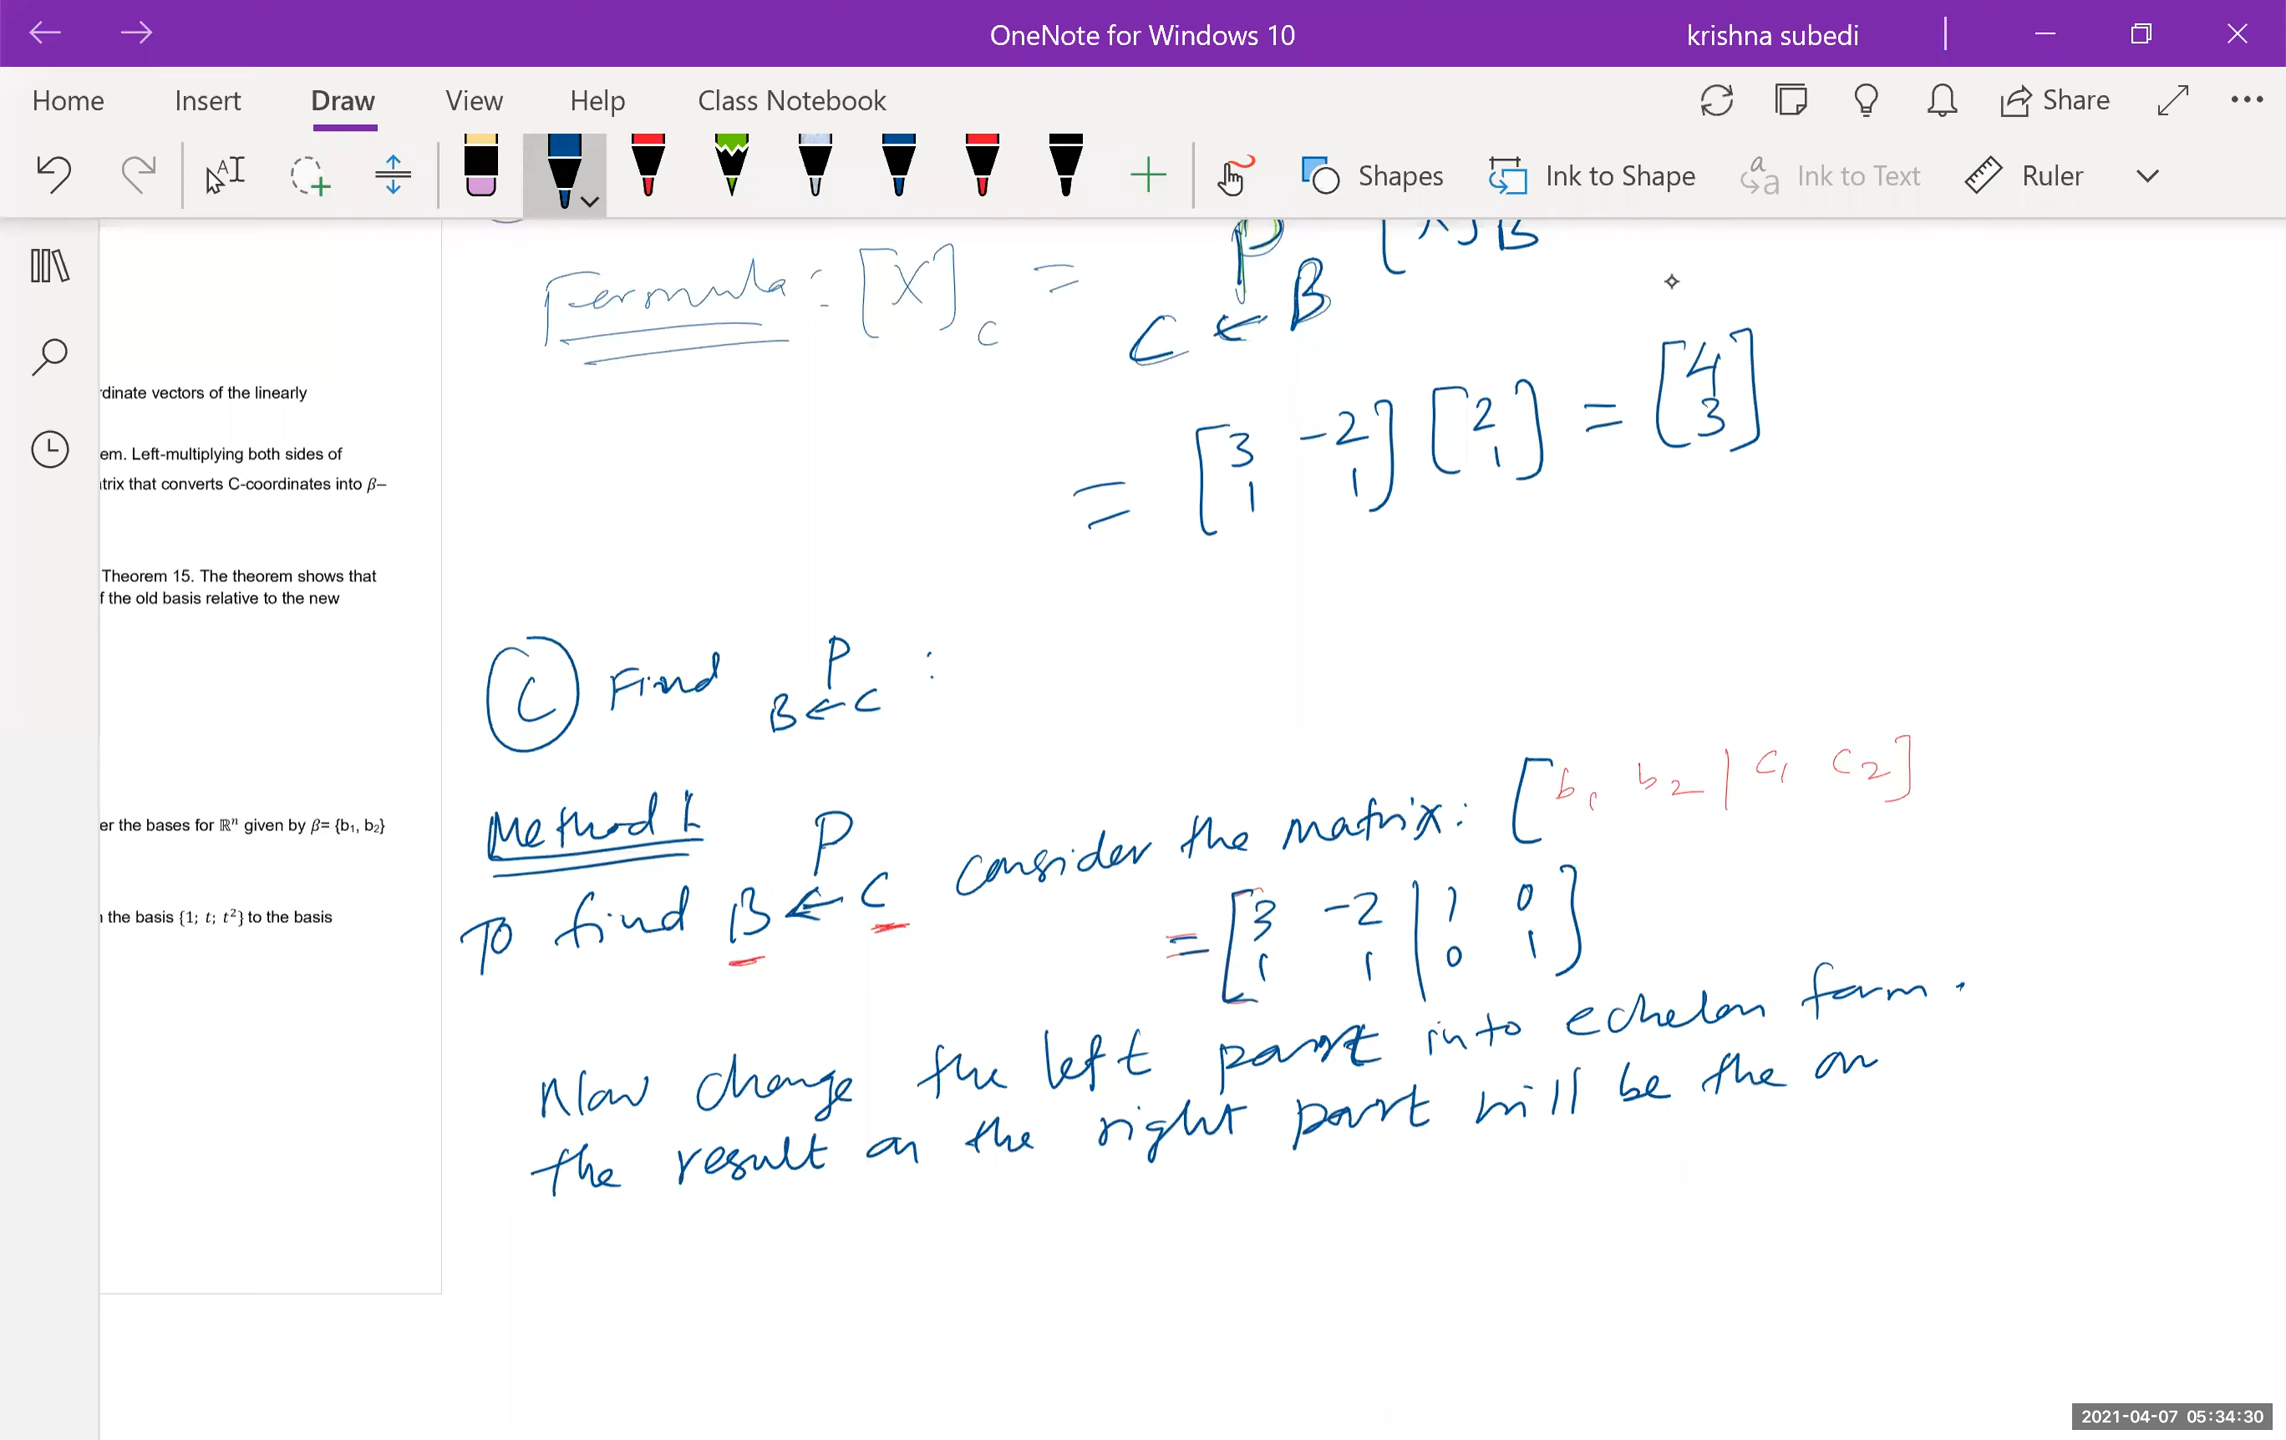 OneNote for Windows 10
krishna subedi
Home Insert Draw View Help Class Notebook
Share
Shapes Ink to Shape Ink to Text Ruler
P [X]B
Formula: [X]C = C ← B
= [3 -2] [2] = [4]
[1 1] [1] [3]
rdinate vectors of the linearly
em. Left-multiplying both sides of
trix that converts C-coordinates into β–
Theorem 15. The theorem shows that
f the old basis relative to the new
er the bases for ℝⁿ given by β= {b₁, b₂}
the basis {1; t; t²} to the basis
C Find P
B ← C :
Method 1
To find P consider the matrix: [b₁ b₂ | c₁ c₂]
B ← C
= [3 -2 | 1 0]
[1 1 | 0 1]
Now change the left part into echelon form.
the result on the right part will be the an
2021-04-07 05:34:30